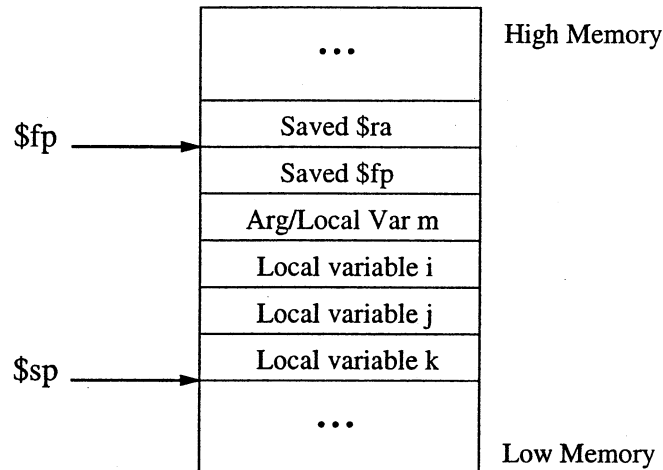 High Memory
...
Saved $ra
$fp
Saved $fp
Arg/Local Var m
Local variable i
Local variable j
Local variable k
$sp
...
Low Memory